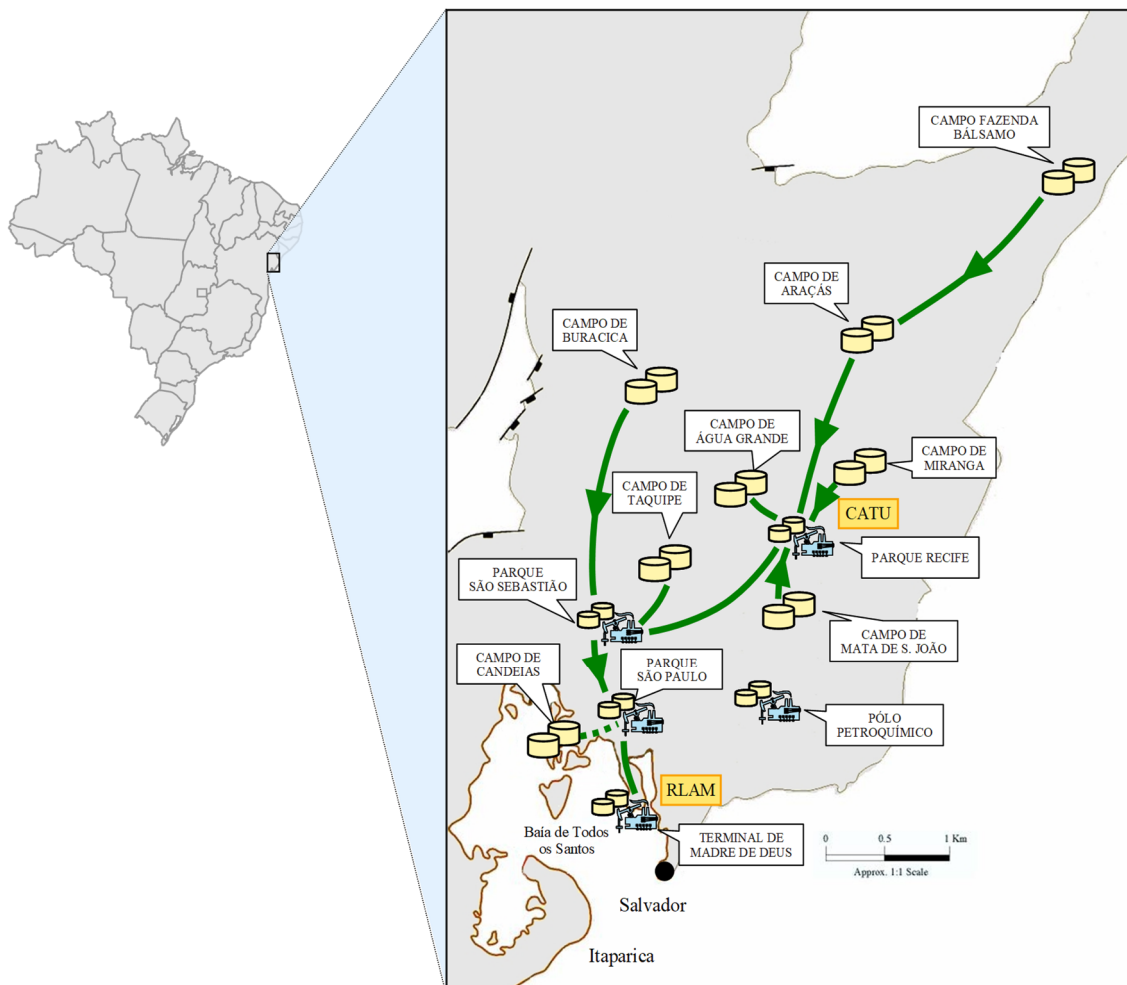 CAMPO FAZENDA
BÁLSAMO
CAMPO DE
ARAÇÁS
CAMPO DE
BURACICA
CAMPO DE
ÁGUA GRANDE
CAMPO DE
MIRANGA
CAMPO DE
TAQUIPE
CATU
PARQUE RECIFE
PARQUE
SÃO SEBASTIÃO
CAMPO DE
MATA DE S. JOÃO
CAMPO DE
CANDEIAS
PARQUE
SÃO PAULO
PÓLO
PETROQUÍMICO
RLAM
Baía de Todos
os Santos
TERMINAL DE
MADRE DE DEUS
0 0.5 1 Km
Approx. 1:1 Scale
Salvador
Itaparica